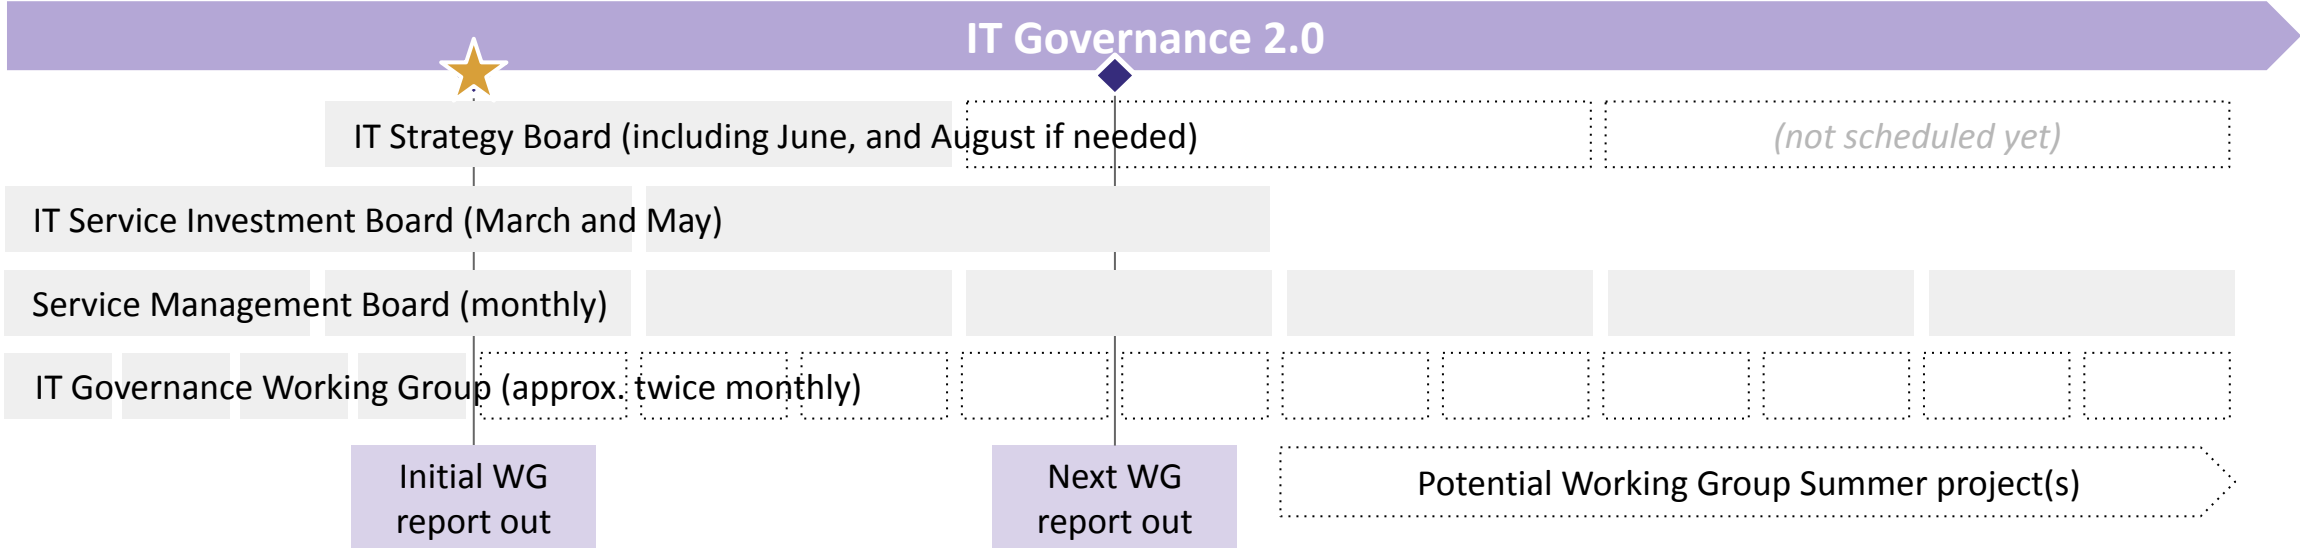 IT Governance 2.0
IT Strategy Board (including June, and August if needed)
(not scheduled yet)
IT Service Investment Board (March and May)
Service Management Board (monthly)
IT Governance Working Group (approx. twice monthly)
Initial WG
report out
Next WG
report out
Potential Working Group Summer project(s)